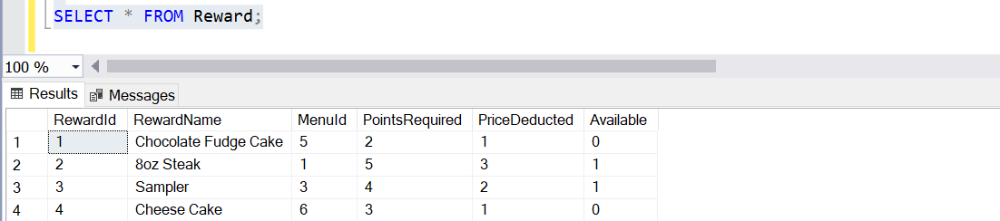 SELECT * FROM Reward;
100 %
Results Messages
RewardId RewardName MenuId PointsRequired PriceDeducted Available
1 1 Chocolate Fudge Cake 5 2 1 0
2 2 8oz Steak 1 5 3 1
3 3 Sampler 3 4 2 1
4 4 Cheese Cake 6 3 1 0